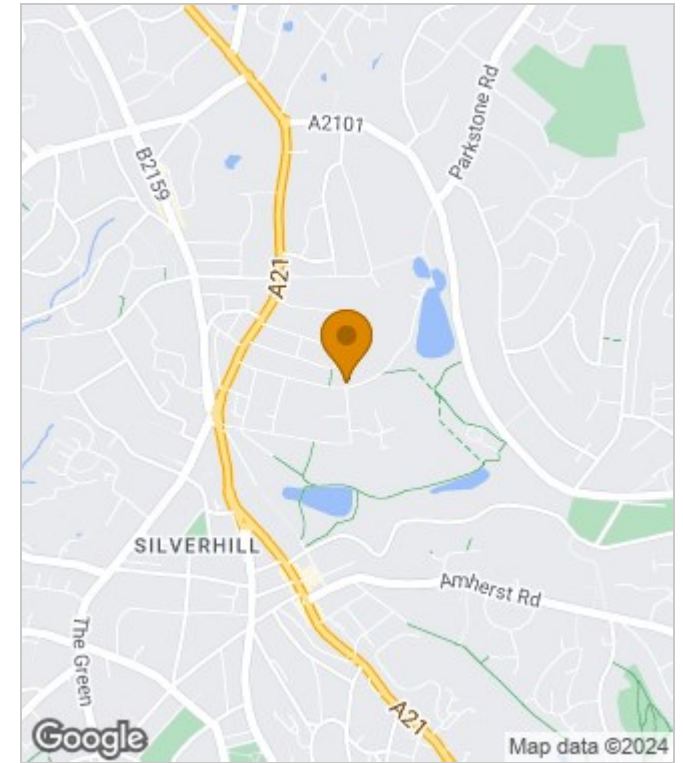 A2101
Parkstone Rd
B2159
A21
SILVERHILL
Amherst Rd
The Green
A21
Google
Map data ©2024